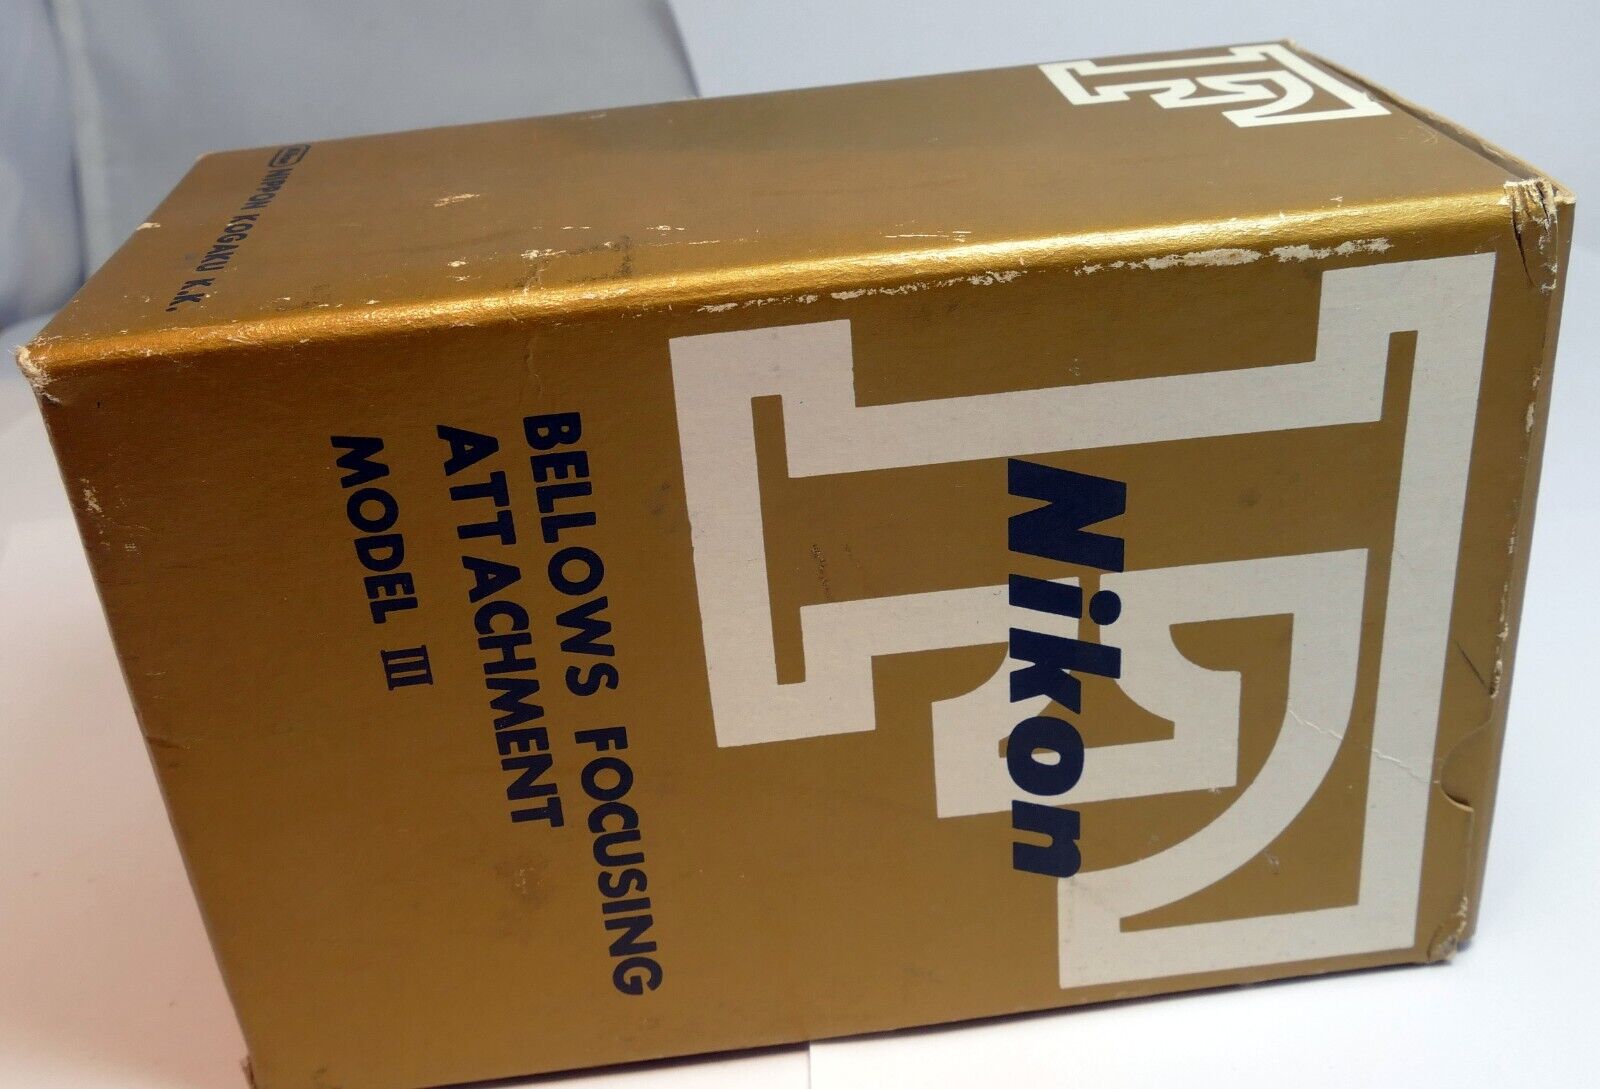 Nikon
BELLOWS FOCUSING
ATTACHMENT
MODEL III
NIPPON KOGAKU K.K.